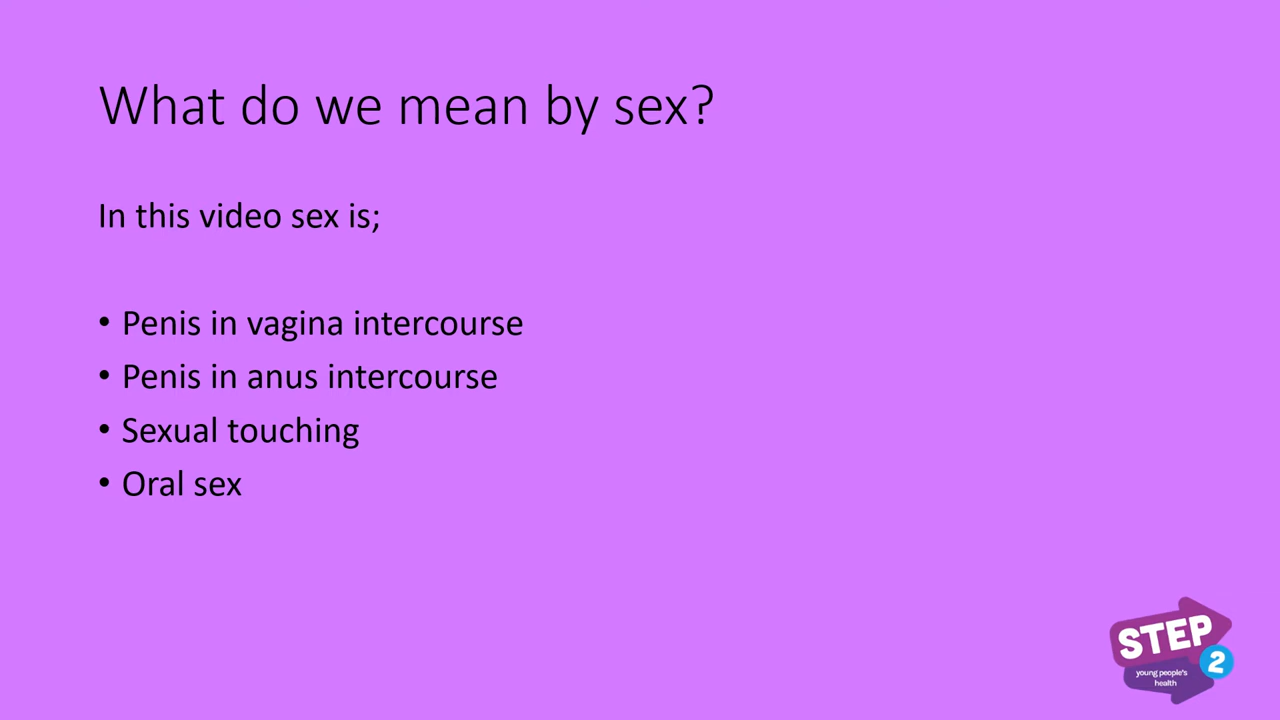 What do we mean by sex?
In this video sex is;
• Penis in vagina intercourse
• Penis in anus intercourse
• Sexual touching
• Oral sex
STEP
2
young people's
health